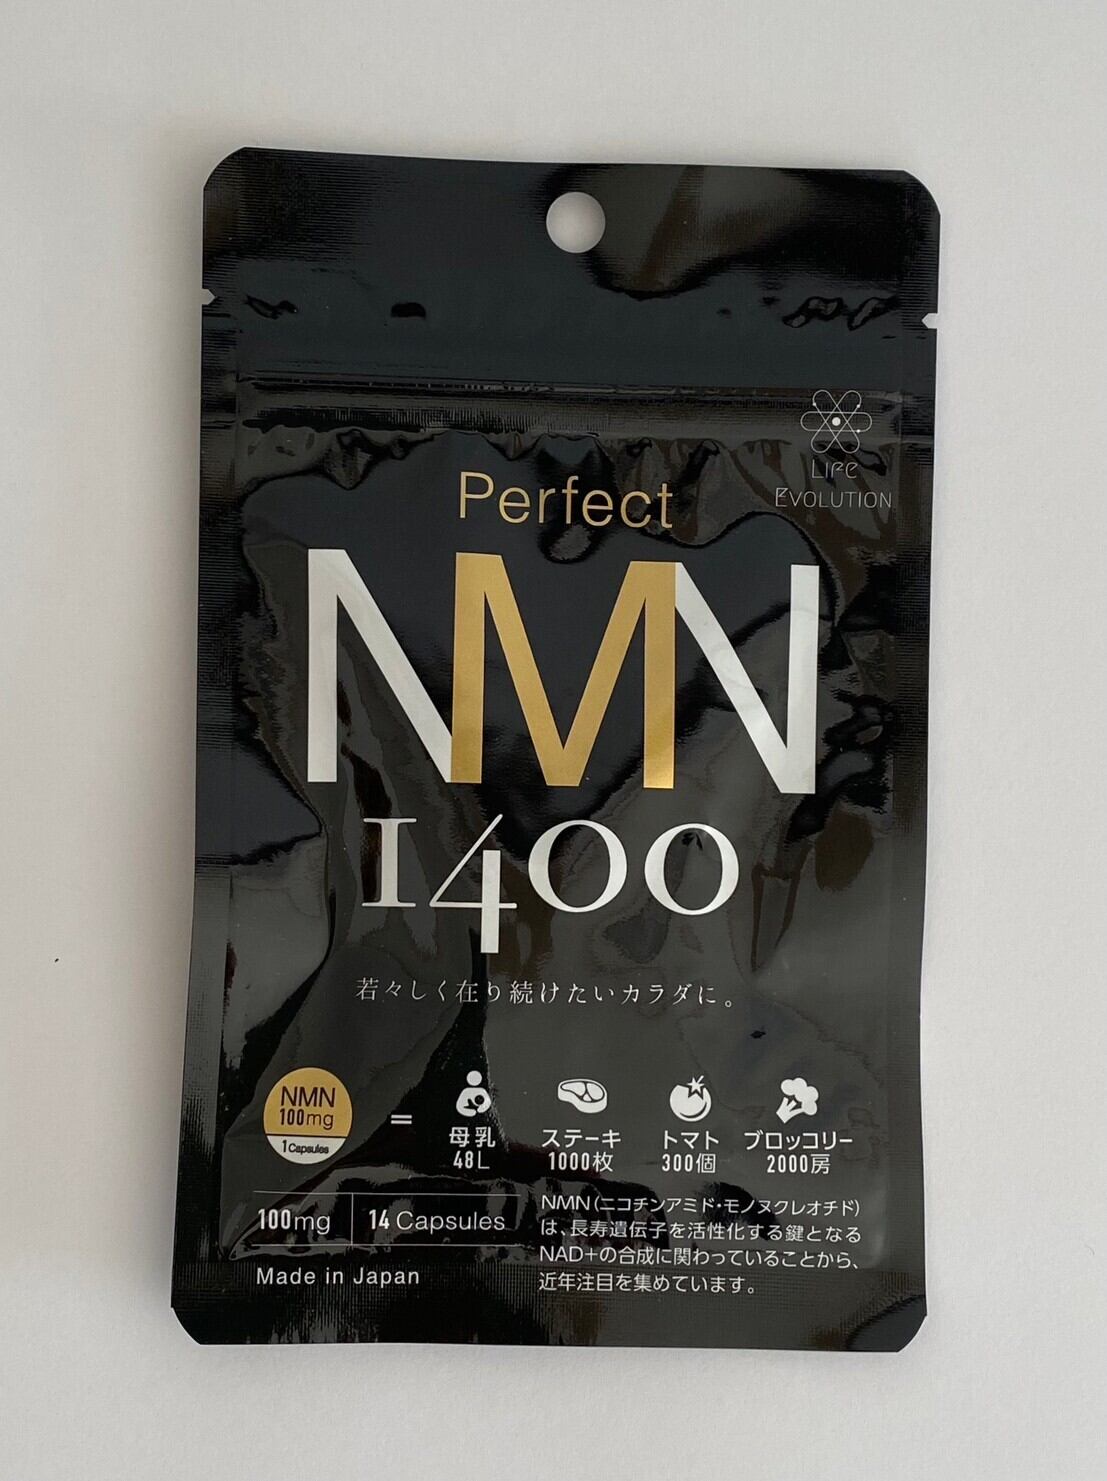 Life
Evolution
Perfect
NMN
1400
若々しく在り続けたいカラダに。
NMN
100mg
1Capsules
=
母乳
48L
ステーキ
1000枚
トマト
300個
ブロッコリー
2000房
100mg
14 Capsules
Made in Japan
NMN(ニコチンアミド・モノヌクレオチド)
は、長寿遺伝子を活性化する鍵となる
NAD+の合成に関わっていることから、
近年注目を集めています。